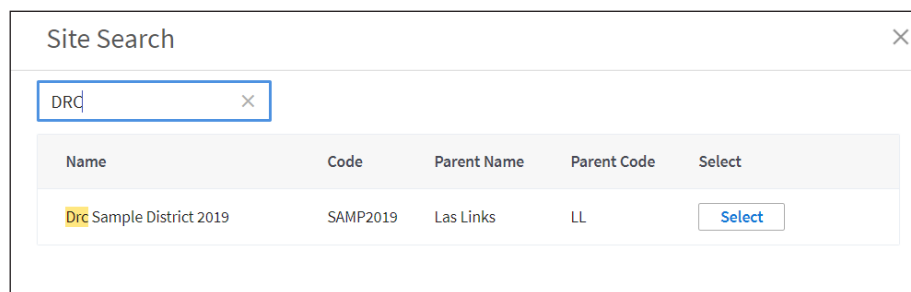 Site Search
DRC
Name Code Parent Name Parent Code Select
Drc Sample District 2019 SAMP2019 Las Links LL Select